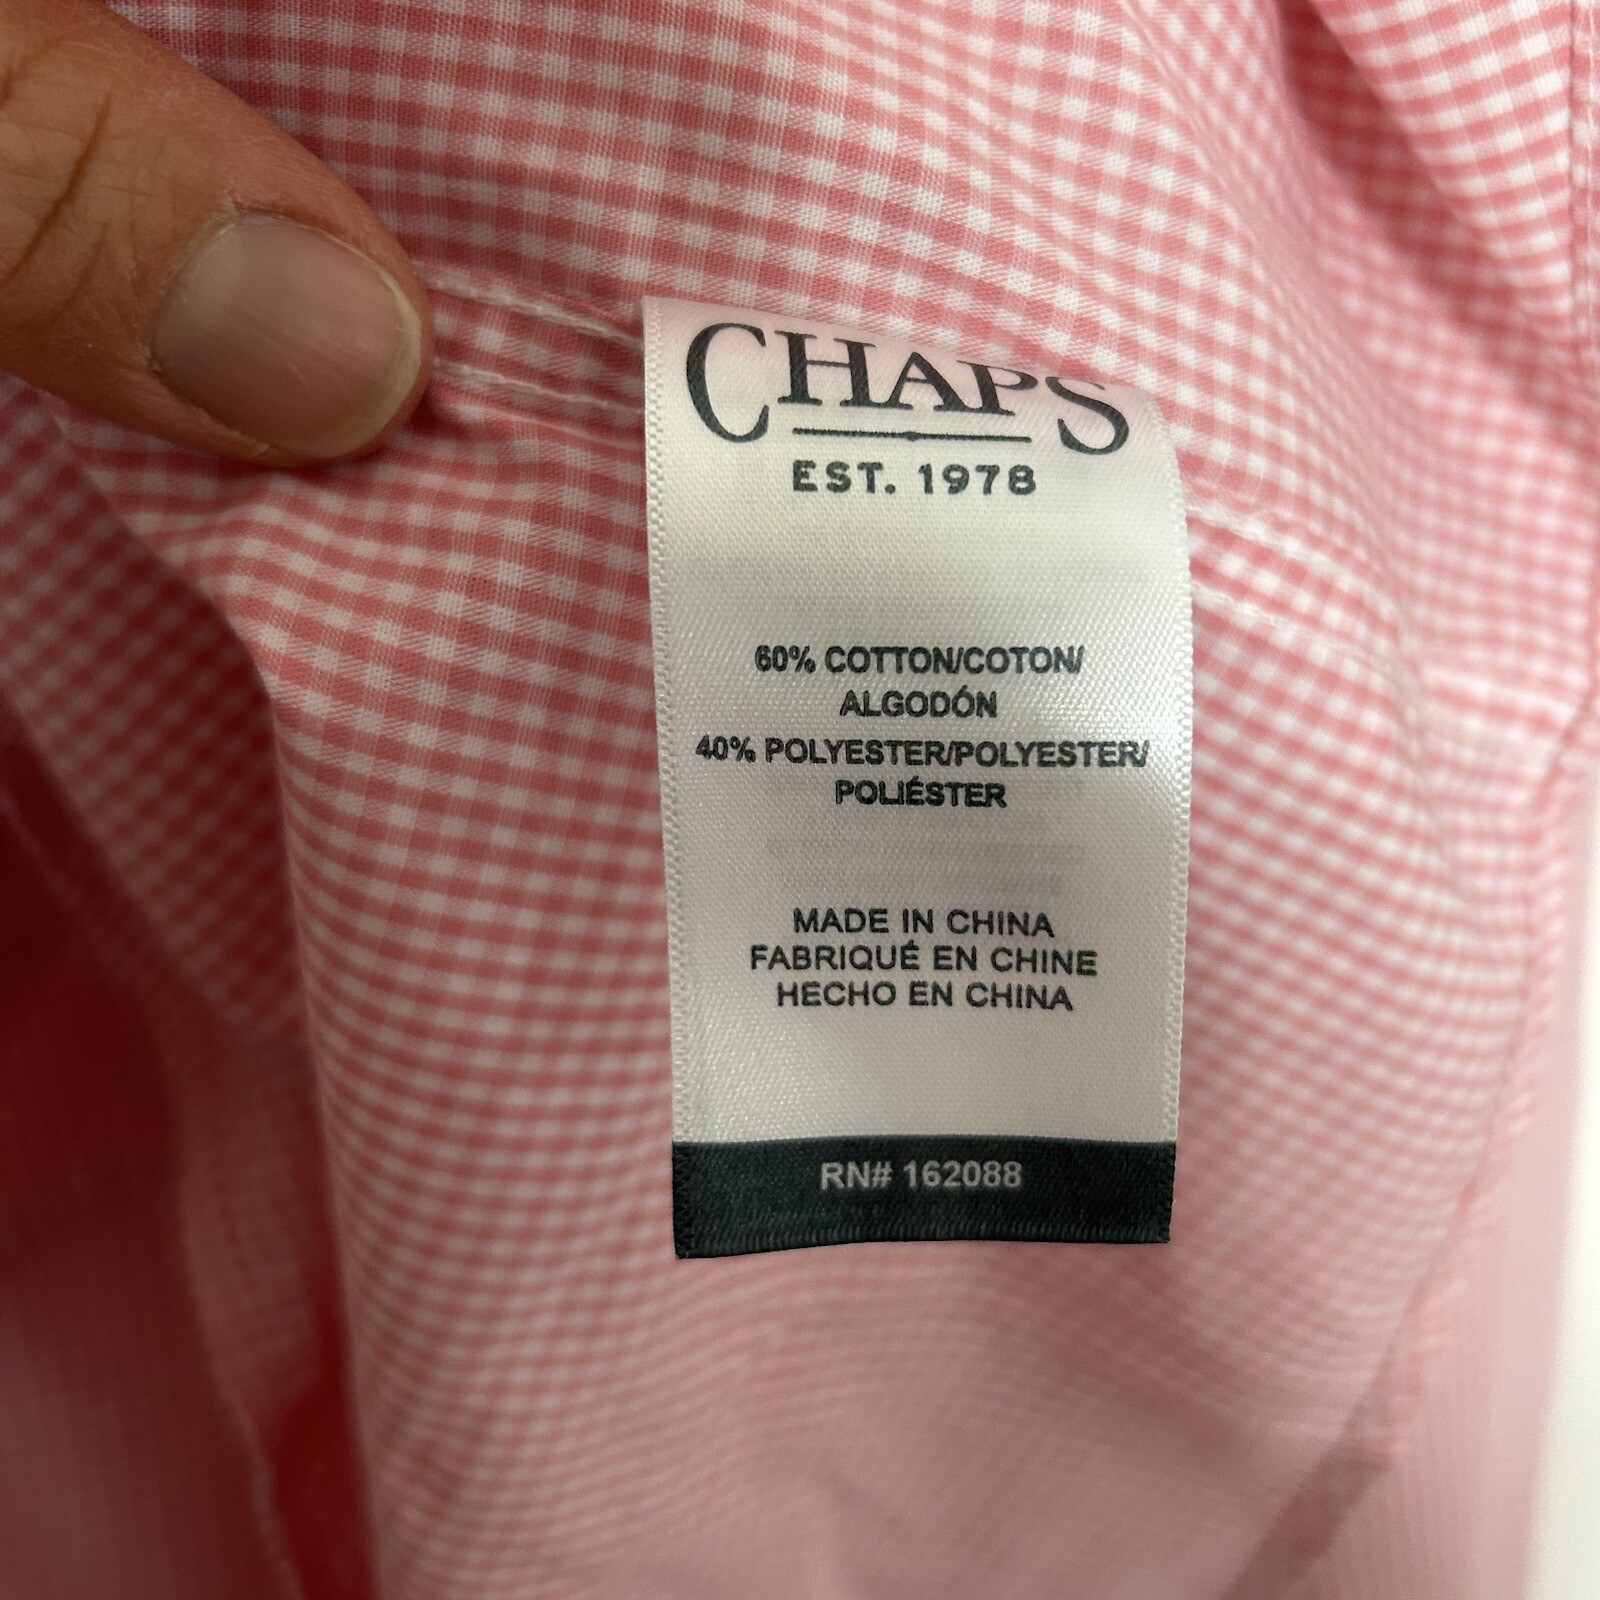 CHAPS
EST. 1978
60% COTTON/COTON/
ALGODÓN
40% POLYESTER/POLYESTER/
POLIÉSTER
MADE IN CHINA
FABRIQUÉ EN CHINE
HECHO EN CHINA
RN# 162088